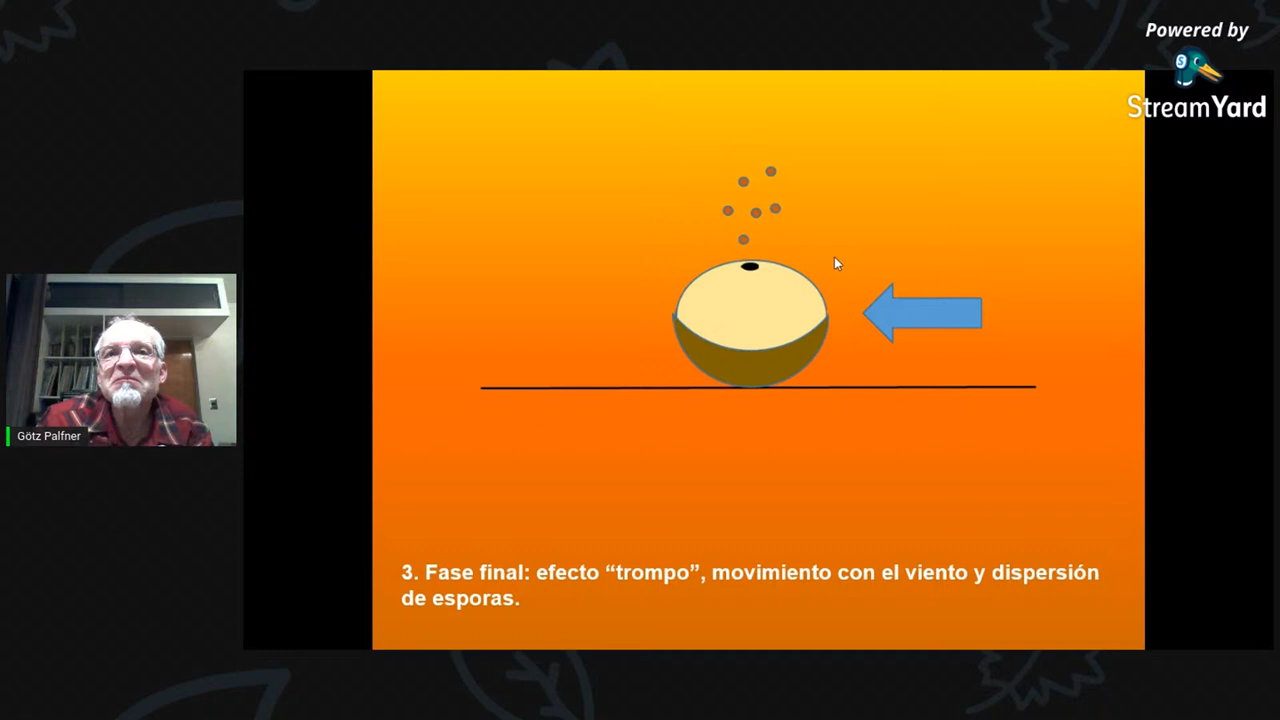 Powered by
StreamYard
Götz Palfner
3. Fase final: efecto “trompo”, movimiento con el viento y dispersión
de esporas.